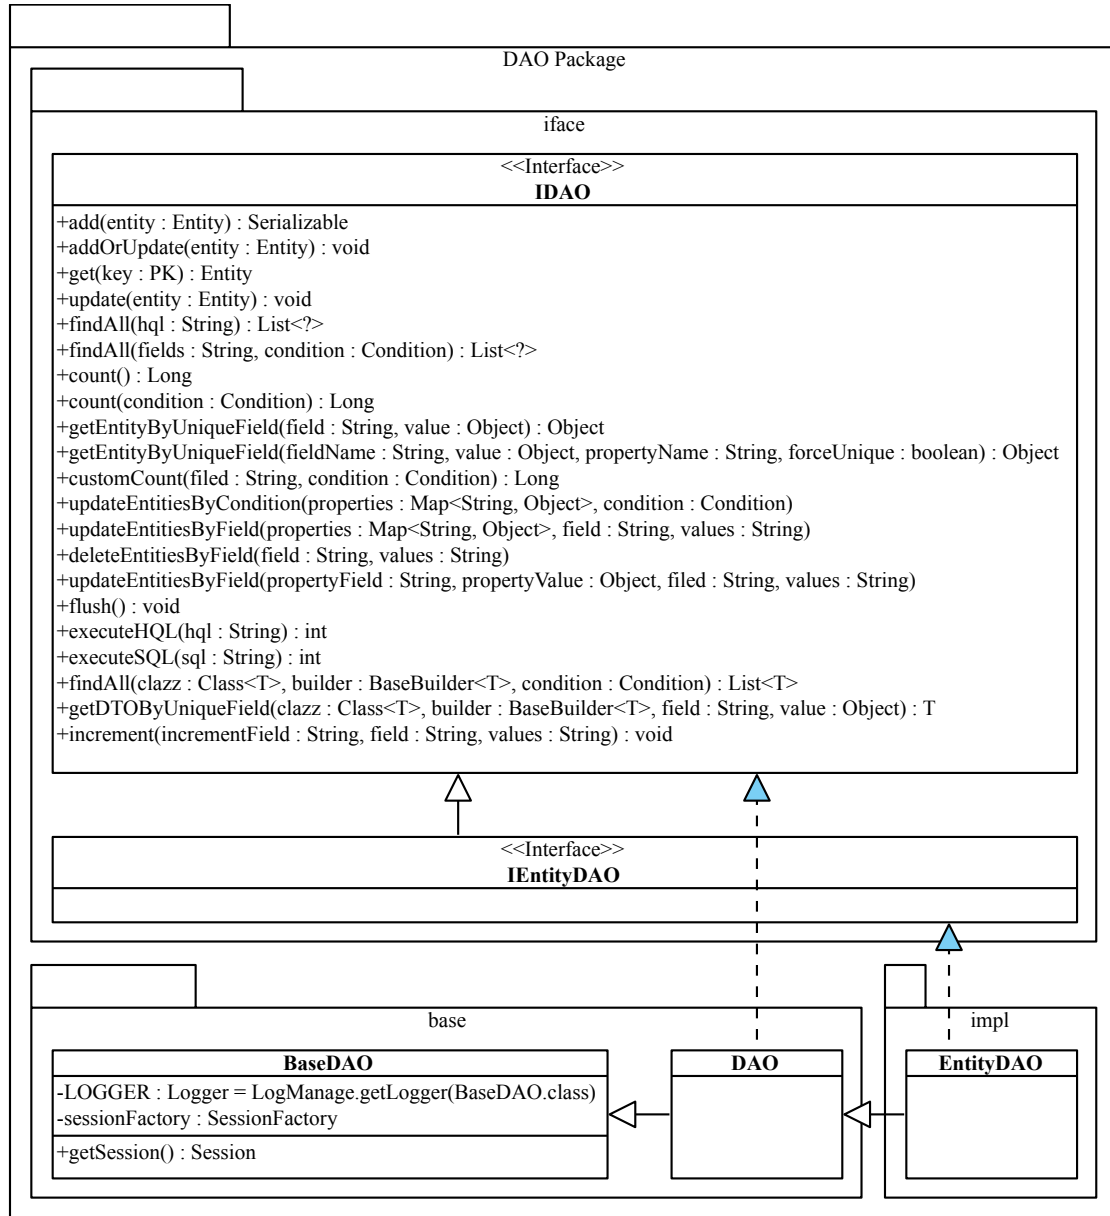 DAO Package
iface
<<Interface>>
IDAO
+add(entity : Entity) : Serializable
+addOrUpdate(entity : Entity) : void
+get(key : PK) : Entity
+update(entity : Entity) : void
+findAll(hql : String) : List<?>
+findAll(fields : String, condition : Condition) : List<?>
+count() : Long
+count(condition : Condition) : Long
+getEntityByUniqueField(field : String, value : Object) : Object
+getEntityByUniqueField(fieldName : String, value : Object, propertyName : String, forceUnique : boolean) : Object
+customCount(filed : String, condition : Condition) : Long
+updateEntitiesByCondition(properties : Map<String, Object>, condition : Condition)
+updateEntitiesByField(properties : Map<String, Object>, field : String, values : String)
+deleteEntitiesByField(field : String, values : String)
+updateEntitiesByField(propertyField : String, propertyValue : Object, filed : String, values : String)
+flush() : void
+executeHQL(hql : String) : int
+executeSQL(sql : String) : int
+findAll(clazz : Class<T>, builder : BaseBuilder<T>, condition : Condition) : List<T>
+getDTOByUniqueField(clazz : Class<T>, builder : BaseBuilder<T>, field : String, value : Object) : T
+increment(incrementField : String, field : String, values : String) : void
<<Interface>>
IEntityDAO
base
BaseDAO
-LOGGER : Logger = LogManage.getLogger(BaseDAO.class)
-sessionFactory : SessionFactory
+getSession() : Session
DAO
impl
EntityDAO